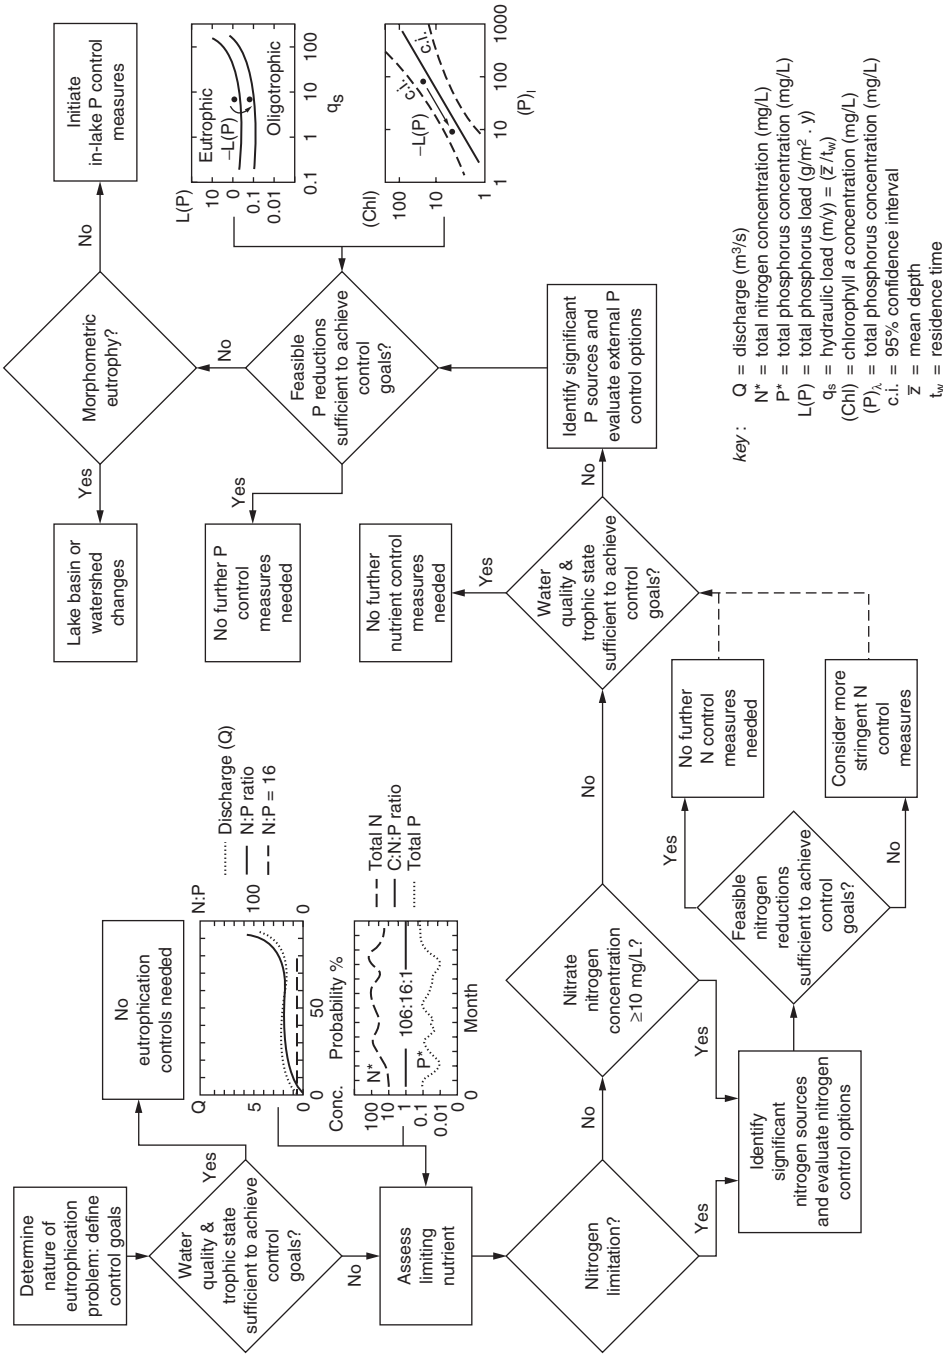 Determine
nature of
eutrophication
problem: define
control goals
Water
quality &
trophic state
sufficient to achieve
control
goals?
Yes
No
No
eutrophication
controls needed
Assess
limiting
nutrient
Q
N:P
5
100
0
0
0
50
Probability %
Discharge (Q)
N:P ratio
N:P = 16
Conc.
100
10
1
0.1
0.01
0
N*
106:16:1
P*
Month
Total N
C:N:P ratio
Total P
Nitrogen
limitation?
Yes
No
Nitrate
nitrogen
concentration
≥10 mg/L?
Yes
No
Identify
significant
nitrogen sources
and evaluate nitrogen
control options
Feasible
nitrogen
reductions
sufficient to achieve
control
goals?
Yes
No
No further
N control
measures
needed
Consider more
stringent N
control
measures
Water
quality &
trophic state
sufficient to achieve
control
goals?
Yes
No
No further
nutrient control
measures
needed
Identify significant
P sources and
evaluate external P
control options
Feasible
P reductions
sufficient to achieve
control
goals?
Yes
No
No further P
control
measures
needed
Morphometric
eutrophy?
Yes
No
Lake basin or
watershed
changes
Initiate
in-lake P control
measures
L(P)
10
0
0.1
0.01
Eutrophic
–L(P)
Oligotrophic
0.1
1
10
100
qs
(Chl)
100
10
1
c.i.
c.i.
–L(P)
1
10
100
1000
(P)l
key :
Q = discharge (m³/s)
N* = total nitrogen concentration (mg/L)
P* = total phosphorus concentration (mg/L)
L(P) = total phosphorus load (g/m² . y)
qs = hydraulic load (m/y) = (z̅/tw)
(Chl) = chlorophyll a concentration (mg/L)
(P)λ = total phosphorus concentration (mg/L)
c.i. = 95% confidence interval
z̅ = mean depth
tw = residence time